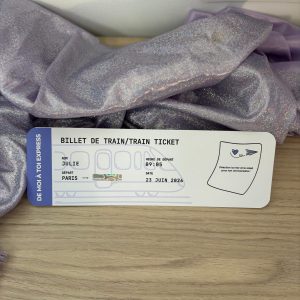 DE MOI À TOI EXPRESS
BILLET DE TRAIN/TRAIN TICKET
NOM
JULIE
HEURE DE DÉPART
09:05
DÉPART
PARIS
DATE
23 JUIN 2024